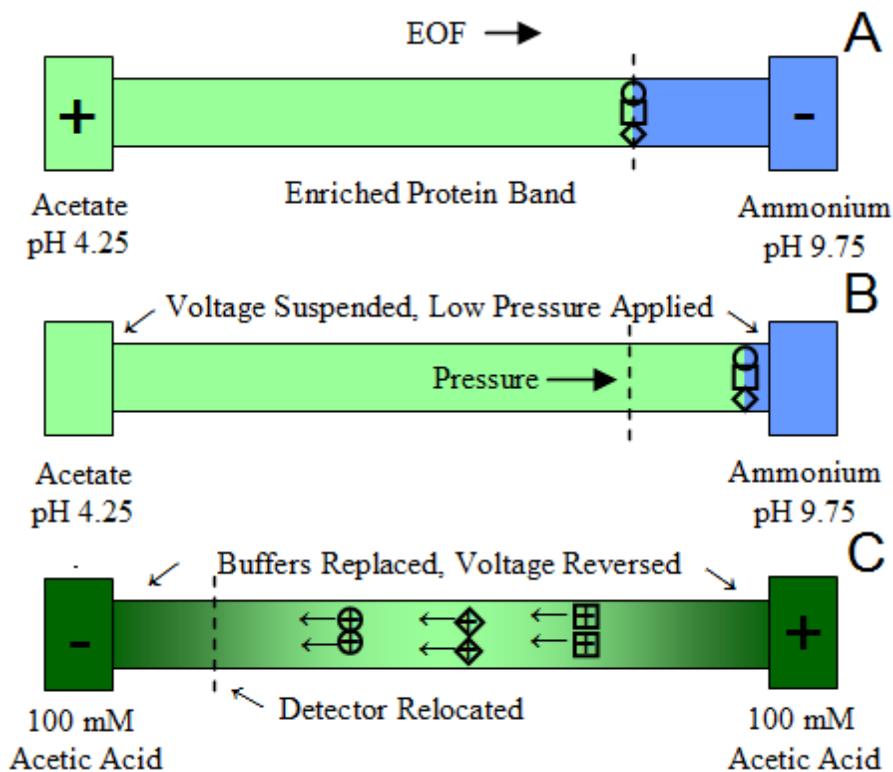 EOF →
A
+
-
Enriched Protein Band
Acetate
pH 4.25
Ammonium
pH 9.75
B
Voltage Suspended, Low Pressure Applied
Pressure →
Acetate
pH 4.25
Ammonium
pH 9.75
C
Buffers Replaced, Voltage Reversed
-
+
Detector Relocated
100 mM
Acetic Acid
100 mM
Acetic Acid